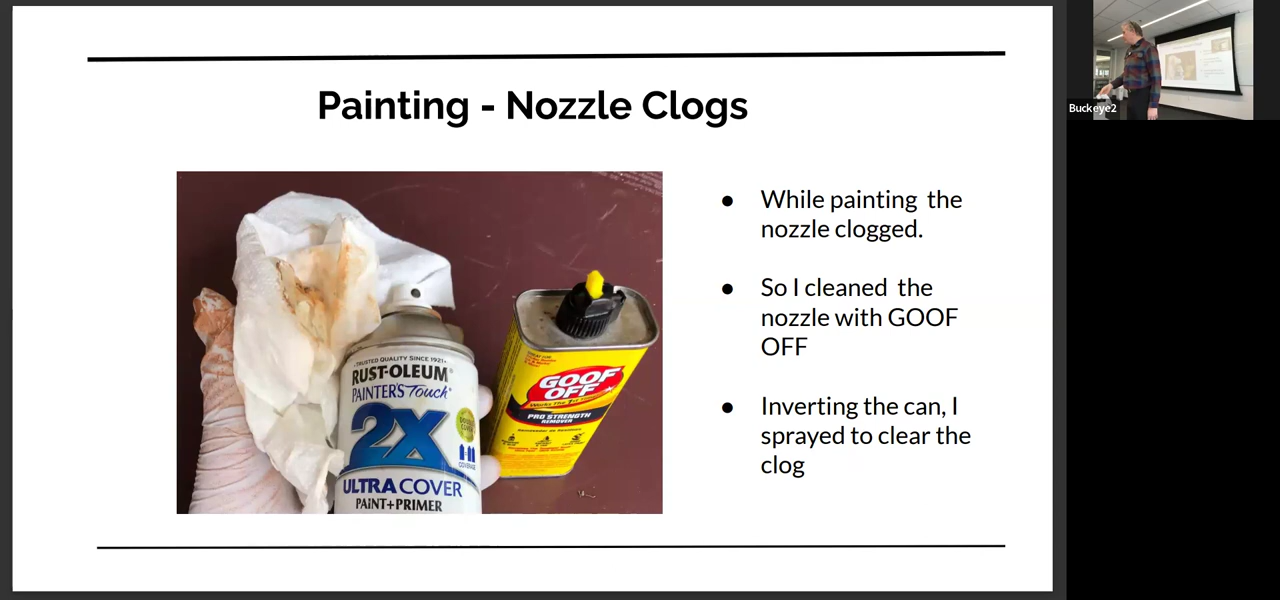 Painting - Nozzle Clogs
TRUSTED QUALITY SINCE 1921
RUST-OLEUM
PAINTER'S Touch
2X
ULTRA COVER
PAINT+PRIMER
COVERAGE
GOOF
OFF
PRO STRENGTH
REMOVER
● While painting the
nozzle clogged.
● So I cleaned the
nozzle with GOOF
OFF
● Inverting the can, I
sprayed to clear the
clog
Buckeye2